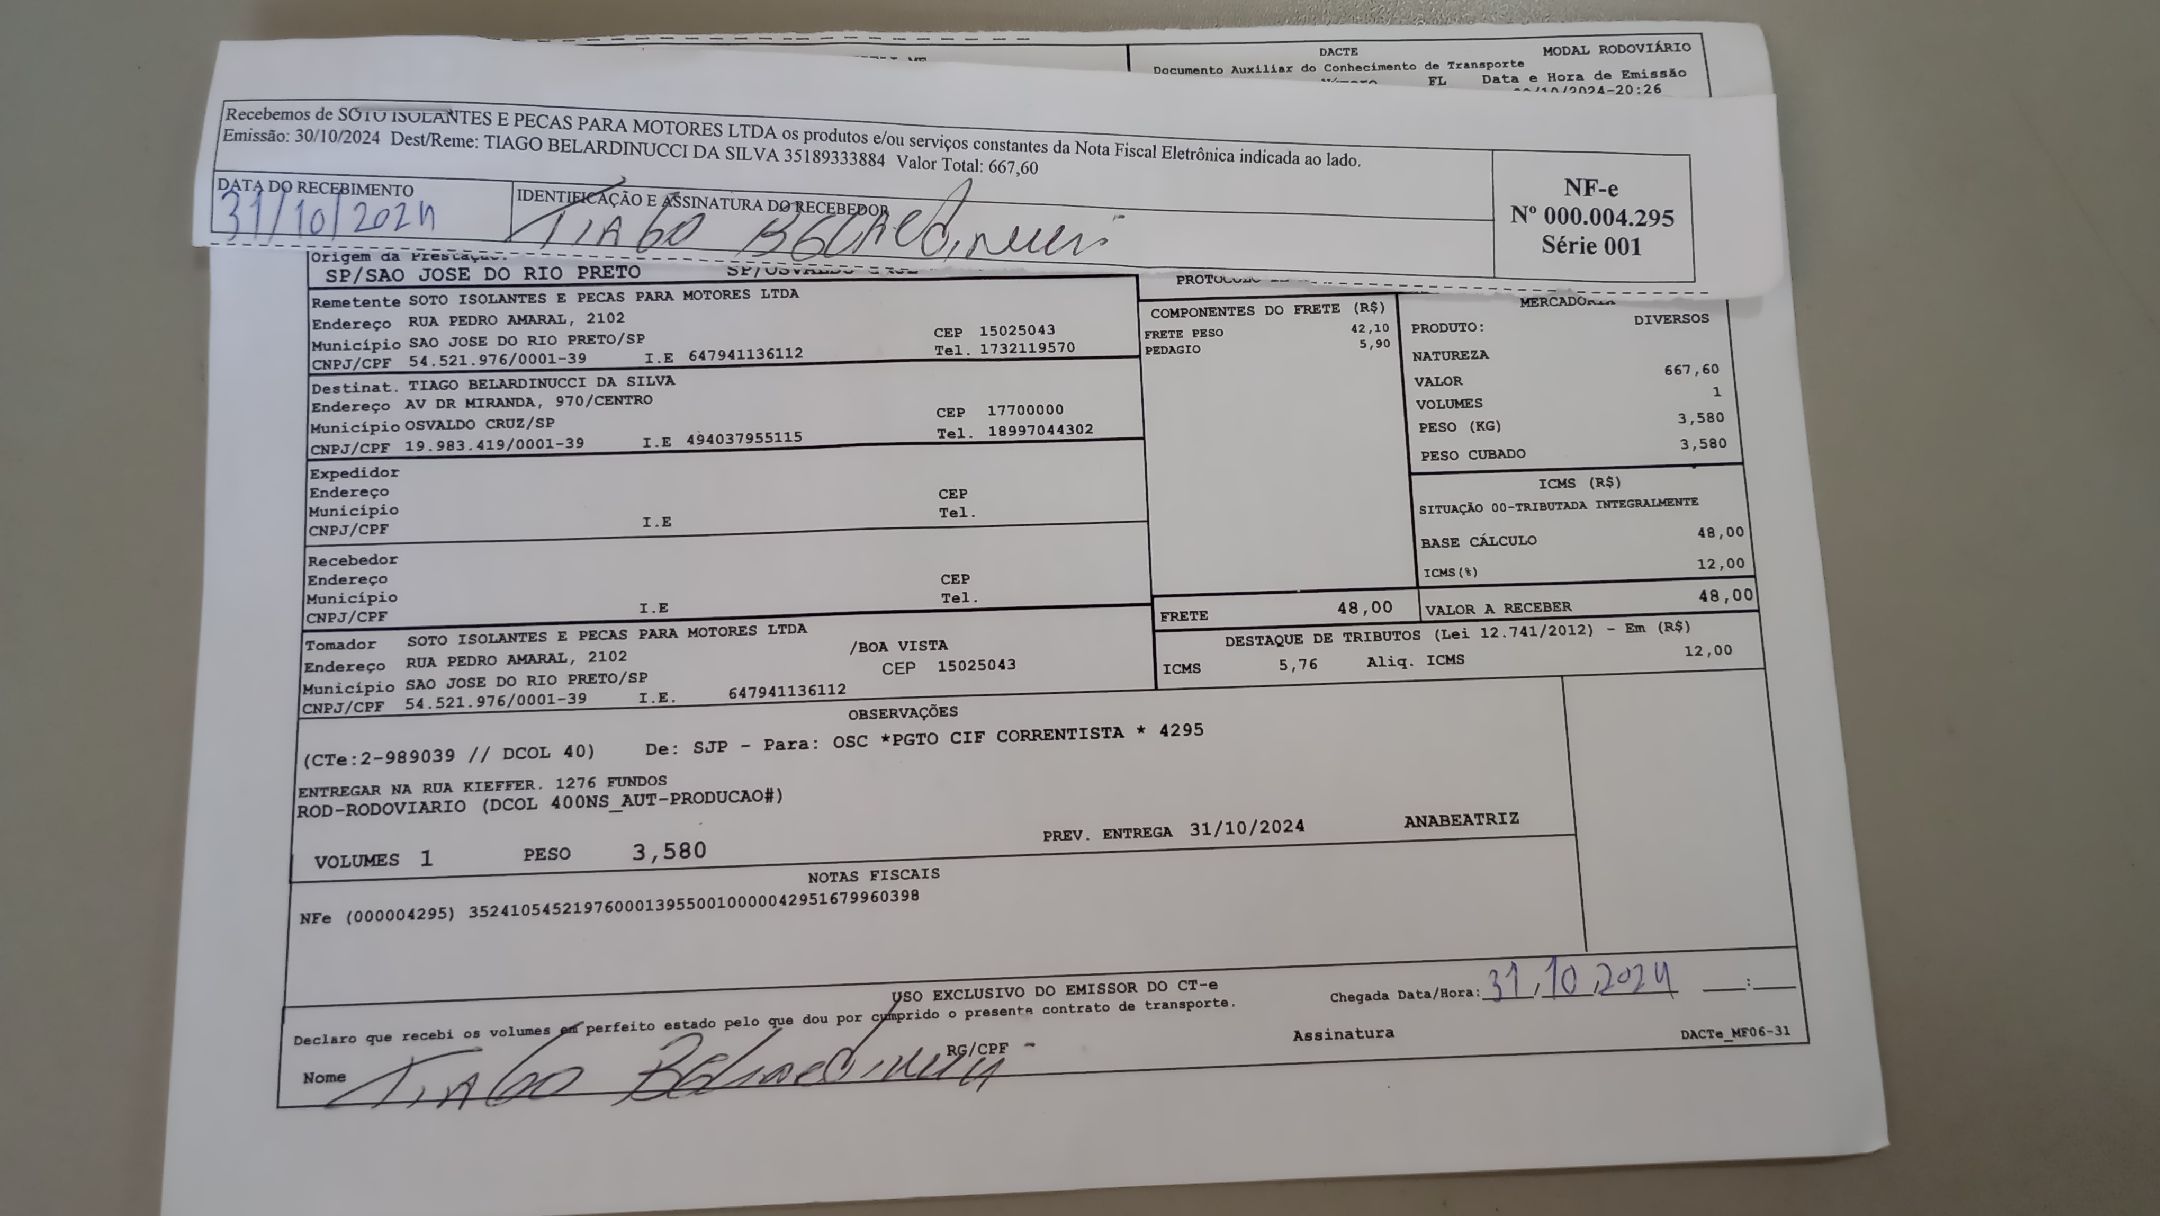 DACTE MODAL RODOVIÁRIO
Documento Auxiliar do Conhecimento de Transporte
FL Data e Hora de Emissão
/10/2024-20:26
Recebemos de SOTO ISOLANTES E PECAS PARA MOTORES LTDA os produtos e/ou serviços constantes da Nota Fiscal Eletrônica indicada ao lado.
Emissão: 30/10/2024 Dest/Reme: TIAGO BELARDINUCCI DA SILVA 35189333884 Valor Total: 667,60
DATA DO RECEBIMENTO
31/10/2024
IDENTIFICAÇÃO E ASSINATURA DO RECEBEDOR
Tiago Belardinucci
NF-e
Nº 000.004.295
Série 001
Origem da Prestação.
SP/SAO JOSE DO RIO PRETO
Remetente SOTO ISOLANTES E PECAS PARA MOTORES LTDA
Endereço RUA PEDRO AMARAL, 2102
Município SAO JOSE DO RIO PRETO/SP CEP 15025043
CNPJ/CPF 54.521.976/0001-39 I.E 647941136112 Tel. 1732119570
Destinat. TIAGO BELARDINUCCI DA SILVA
Endereço AV DR MIRANDA, 970/CENTRO
Município OSVALDO CRUZ/SP CEP 17700000
CNPJ/CPF 19.983.419/0001-39 I.E 494037955115 Tel. 18997044302
Expedidor
Endereço
Município CEP
CNPJ/CPF I.E Tel.
Recebedor
Endereço
Município CEP
CNPJ/CPF I.E Tel.
Tomador SOTO ISOLANTES E PECAS PARA MOTORES LTDA
Endereço RUA PEDRO AMARAL, 2102 /BOA VISTA
Município SAO JOSE DO RIO PRETO/SP CEP 15025043
CNPJ/CPF 54.521.976/0001-39 I.E. 647941136112
COMPONENTES DO FRETE (R$)
FRETE PESO 42,10
PEDAGIO 5,90
FRETE 48,00
MERCADORIA
PRODUTO: DIVERSOS
NATUREZA
VALOR 667,60
VOLUMES 1
PESO (KG) 3,580
PESO CUBADO 3,580
ICMS (R$)
SITUAÇÃO 00-TRIBUTADA INTEGRALMENTE
BASE CÁLCULO 48,00
ICMS(%) 12,00
VALOR A RECEBER 48,00
DESTAQUE DE TRIBUTOS (Lei 12.741/2012) - Em (R$)
ICMS 5,76 Aliq. ICMS 12,00
OBSERVAÇÕES
(CTe:2-989039 // DCOL 40) De: SJP - Para: OSC *PGTO CIF CORRENTISTA * 4295
ENTREGAR NA RUA KIEFFER. 1276 FUNDOS
ROD-RODOVIARIO (DCOL 400NS_AUT-PRODUCAO#)
VOLUMES 1 PESO 3,580 PREV. ENTREGA 31/10/2024 ANABEATRIZ
NOTAS FISCAIS
NFe (000004295) 35241054521976000139550010000042951679960398
USO EXCLUSIVO DO EMISSOR DO CT-e
Declaro que recebi os volumes em perfeito estado pelo que dou por cumprido o presente contrato de transporte.
Chegada Data/Hora: 31/10/2024 __:__
Nome Tiago Belardinucci RG/CPF Assinatura
DACTe_MF06-31